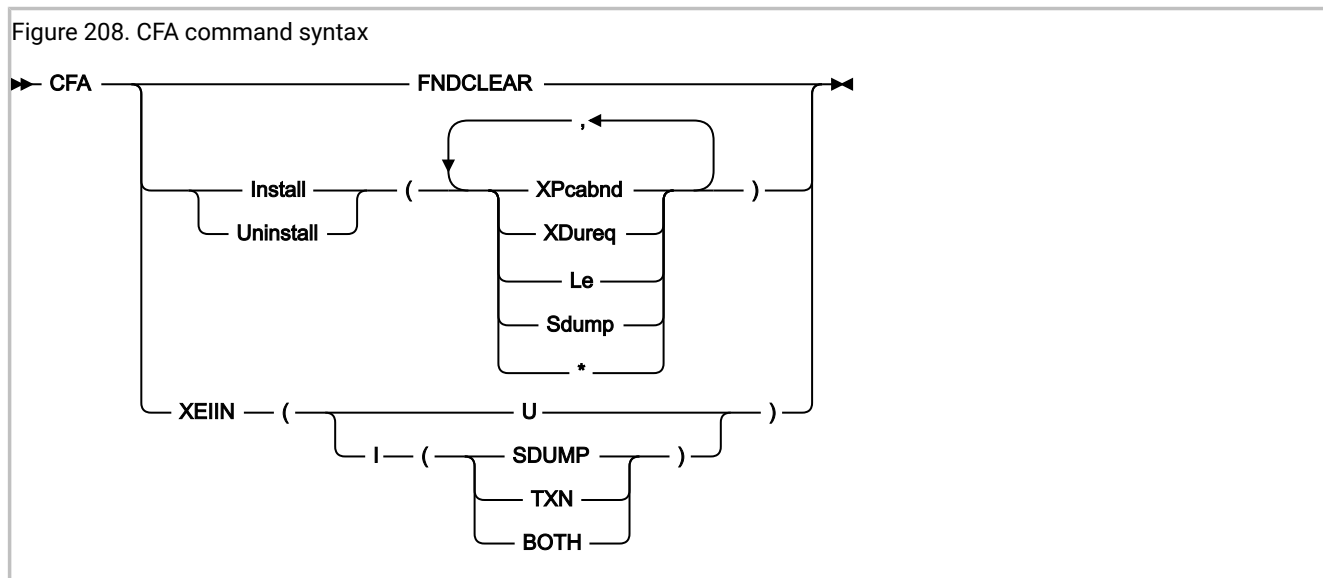 Figure 208. CFA command syntax
CFA FNDCLEAR
,
Install ( XPcabnd )
Uninstall XDureq
Le
Sdump
*
XEIIN ( U )
I ( SDUMP )
TXN
BOTH